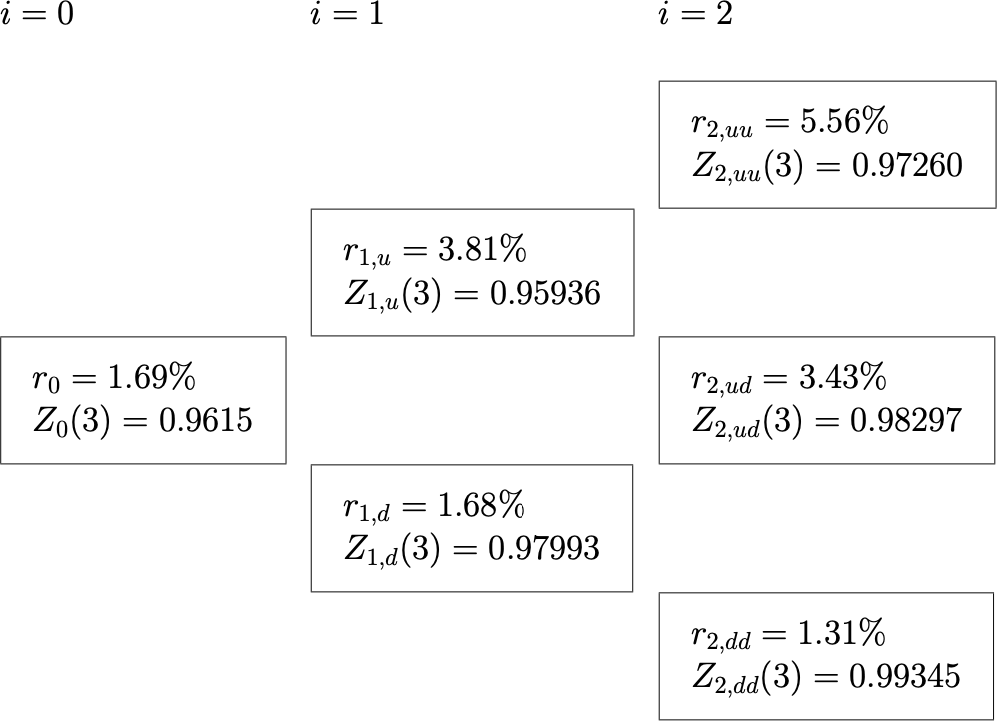 i = 0 i = 1 i = 2
r_{2,uu} = 5.56%
Z_{2,uu}(3) = 0.97260
r_{1,u} = 3.81%
Z_{1,u}(3) = 0.95936
r_0 = 1.69%
Z_0(3) = 0.9615
r_{2,ud} = 3.43%
Z_{2,ud}(3) = 0.98297
r_{1,d} = 1.68%
Z_{1,d}(3) = 0.97993
r_{2,dd} = 1.31%
Z_{2,dd}(3) = 0.99345